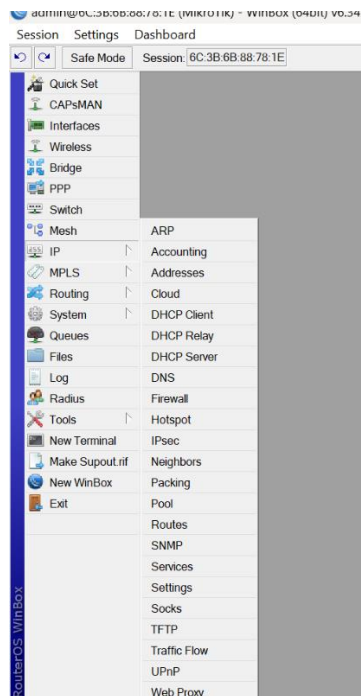 admin@6C:3B:6B:88:78:1E (MikroTik) - WinBox (64bit) v6.34
Session Settings Dashboard
Safe Mode Session: 6C:3B:6B:88:78:1E
Quick Set
CAPsMAN
Interfaces
Wireless
Bridge
PPP
Switch
Mesh
IP
MPLS
Routing
System
Queues
Files
Log
Radius
Tools
New Terminal
Make Supout.rif
New WinBox
Exit
ARP
Accounting
Addresses
Cloud
DHCP Client
DHCP Relay
DHCP Server
DNS
Firewall
Hotspot
IPsec
Neighbors
Packing
Pool
Routes
SNMP
Services
Settings
Socks
TFTP
Traffic Flow
UPnP
Web Proxy
RouterOS WinBox